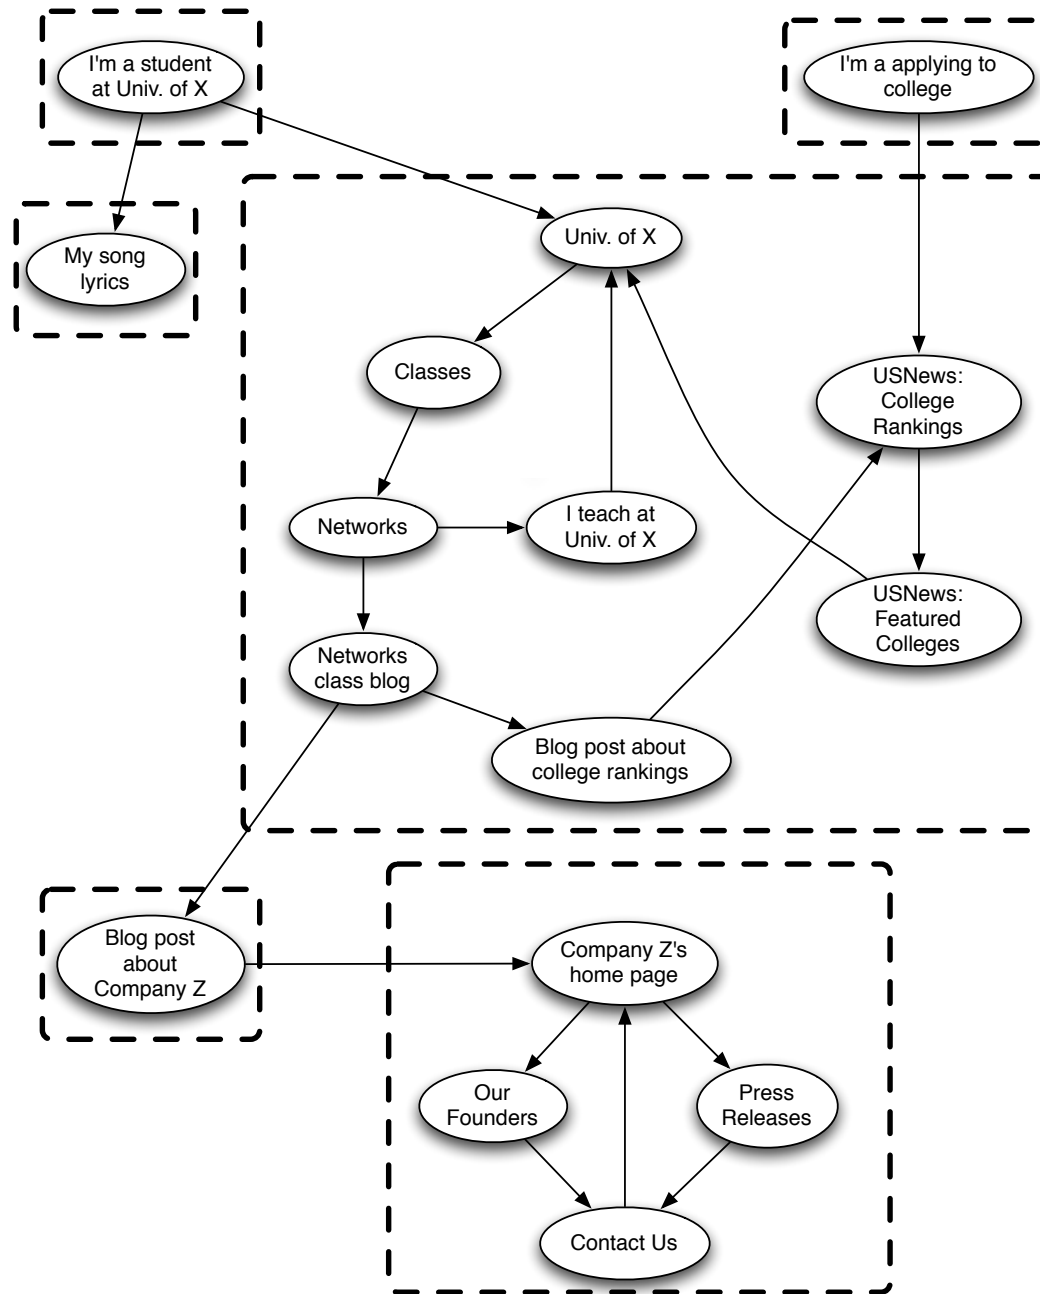 I'm a student
at Univ. of X
I'm a applying to
college
My song
lyrics
Univ. of X
Classes
USNews:
College
Rankings
Networks
I teach at
Univ. of X
USNews:
Featured
Colleges
Networks
class blog
Blog post about
college rankings
Blog post
about
Company Z
Company Z's
home page
Our
Founders
Press
Releases
Contact Us